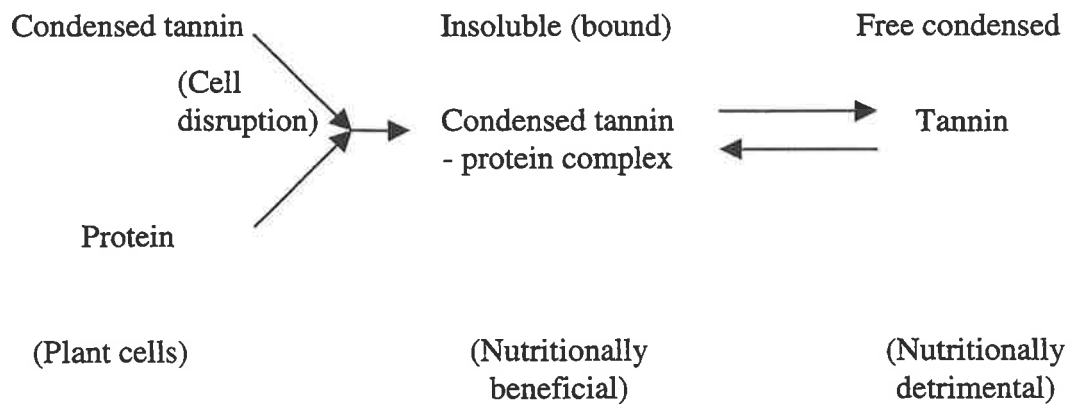 Condensed tannin
(Cell
disruption)
Protein
(Plant cells)
Insoluble (bound)
Condensed tannin
- protein complex
(Nutritionally
beneficial)
Free condensed
Tannin
(Nutritionally
detrimental)